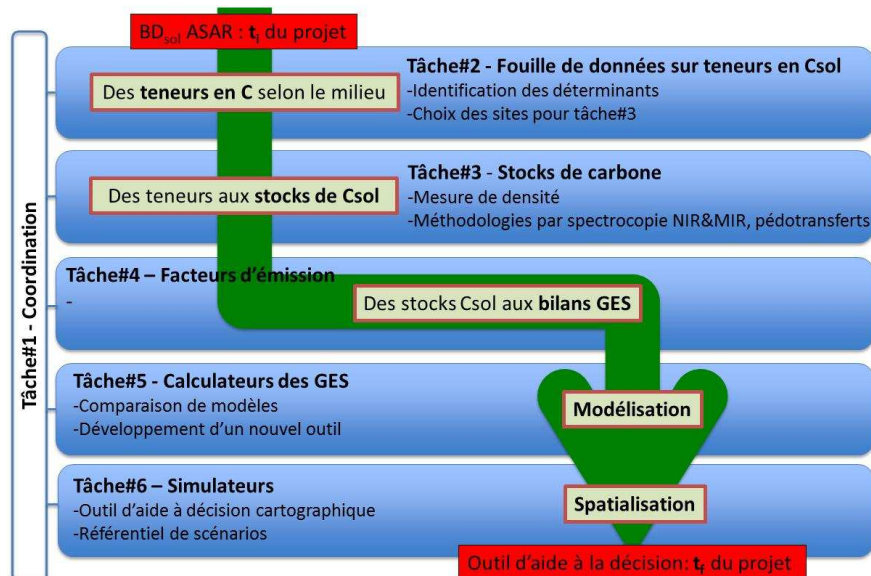 BDsol ASAR : ti du projet
Tâche#1 - Coordination
Tâche#2 - Fouille de données sur teneurs en Csol
-Identification des déterminants
-Choix des sites pour tâche#3
Des teneurs en C selon le milieu
Tâche#3 - Stocks de carbone
-Mesure de densité
-Méthodologies par spectrocopie NIR&MIR, pédotransferts
Des teneurs aux stocks de Csol
Tâche#4 – Facteurs d'émission
-
Des stocks Csol aux bilans GES
Tâche#5 - Calculateurs des GES
-Comparaison de modèles
-Développement d'un nouvel outil
Modélisation
Tâche#6 – Simulateurs
-Outil d'aide à décision cartographique
-Référentiel de scénarios
Spatialisation
Outil d'aide à la décision: tf du projet